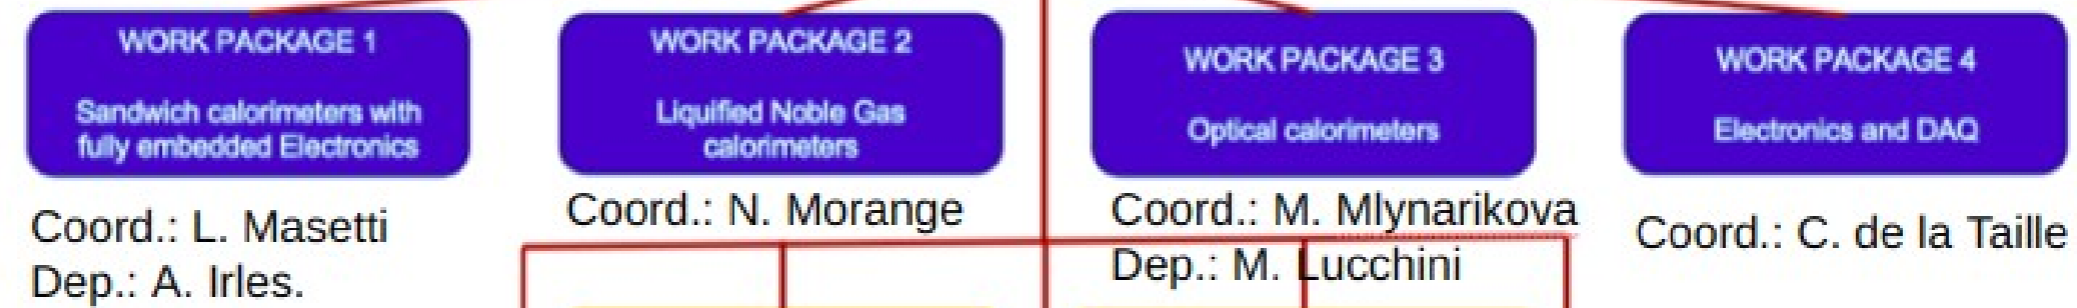 WORK PACKAGE 1
Sandwich calorimeters with
fully embedded Electronics
Coord.: L. Masetti
Dep.: A. Irles.
WORK PACKAGE 2
Liquified Noble Gas
calorimeters
Coord.: N. Morange
WORK PACKAGE 3
Optical calorimeters
Coord.: M. Mlynarikova
Dep.: M. Lucchini
WORK PACKAGE 4
Electronics and DAQ
Coord.: C. de la Taille